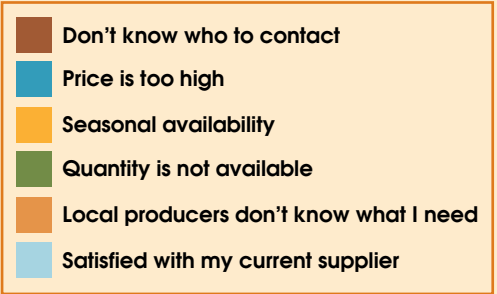 Don't know who to contact
Price is too high
Seasonal availability
Quantity is not available
Local producers don't know what I need
Satisfied with my current supplier